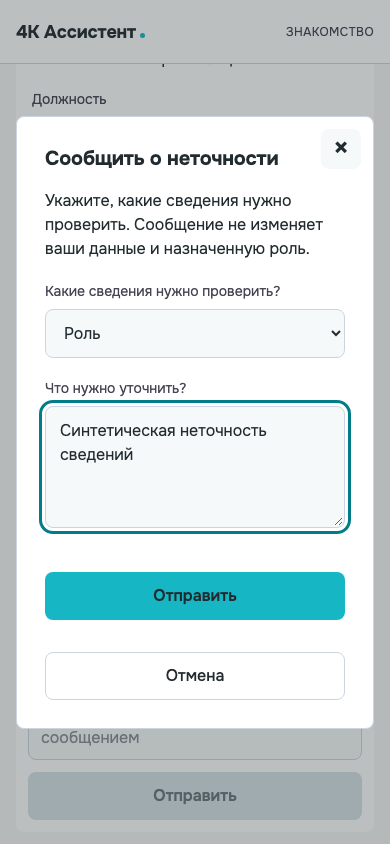 4К Ассистент
ЗНАКОМСТВО
Должность
Сообщить о неточности
Укажите, какие сведения нужно
проверить. Сообщение не изменяет
ваши данные и назначенную роль.
Какие сведения нужно проверить?
Роль
Что нужно уточнить?
Синтетическая неточность
сведений
Отправить
Отмена
сообщением
Отправить